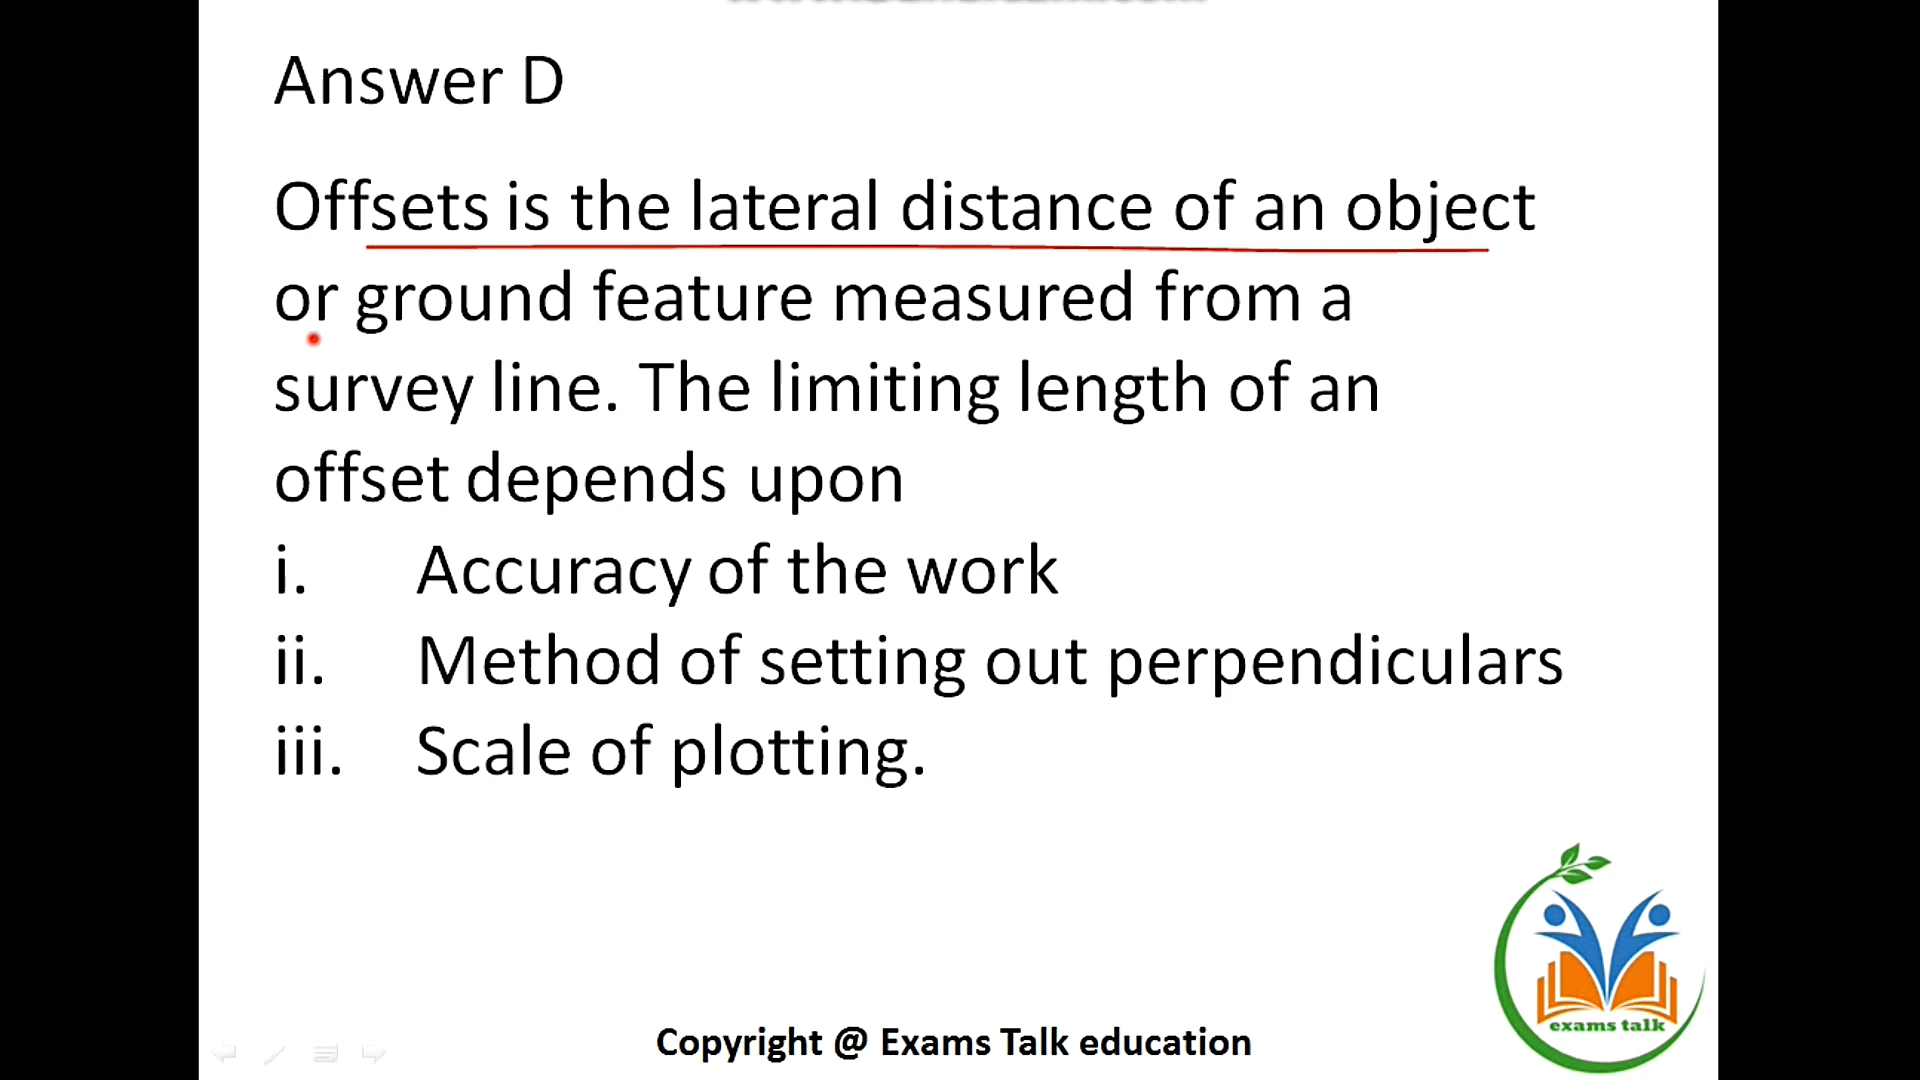 Answer D
Offsets is the lateral distance of an object
or ground feature measured from a
survey line. The limiting length of an
offset depends upon
i. Accuracy of the work
ii. Method of setting out perpendiculars
iii. Scale of plotting.
exams talk
Copyright @ Exams Talk education